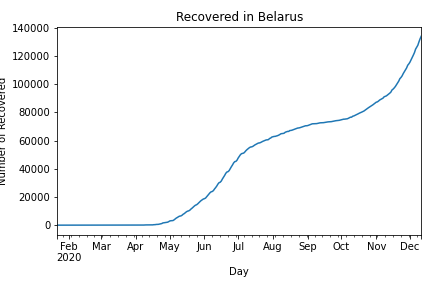 Recovered in Belarus
Number of Recovered
140000
120000
100000
80000
60000
40000
20000
0
Feb Mar Apr May Jun Jul Aug Sep Oct Nov Dec
2020
Day